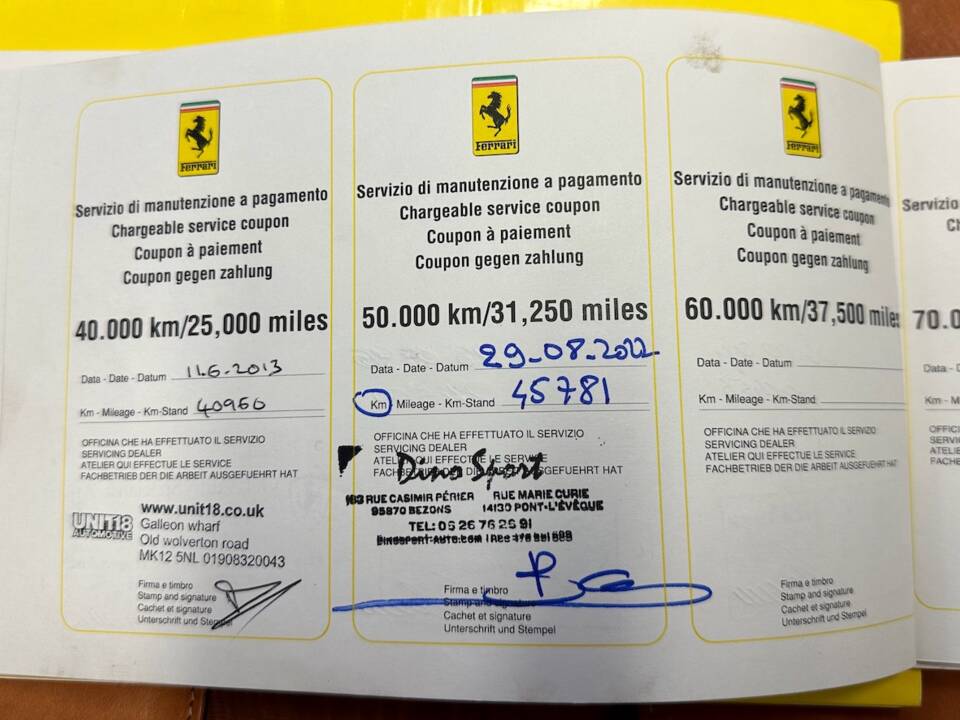 Ferrari
Servizio di manutenzione a pagamento
Chargeable service coupon
Coupon à paiement
Coupon gegen zahlung
40.000 km/25,000 miles
Data - Date - Datum 11.6-2013
Km - Mileage - Km-Stand 40950
OFFICINA CHE HA EFFETTUATO IL SERVIZIO
SERVICING DEALER
ATELIER QUI EFFECTUE LE SERVICE
FACHBETRIEB DER DIE ARBEIT AUSGEFUEHRT HAT
UNIT18
AUTOMOTIVE
www.unit18.co.uk
Galleon wharf
Old wolverton road
MK12 5NL 01908320043
Firma e timbro
Stamp and signature
Cachet et signature
Unterschrift und Stempel
Ferrari
Servizio di manutenzione a pagamento
Chargeable service coupon
Coupon à paiement
Coupon gegen zahlung
50.000 km/31,250 miles
Data - Date - Datum 29-08-2022
Km - Mileage - Km-Stand 45781
OFFICINA CHE HA EFFETTUATO IL SERVIZIO
SERVICING DEALER
ATELIER QUI EFFECTUE LE SERVICE
FACHBETRIEB DER DIE ARBEIT AUSGEFUEHRT HAT
Dino Sport
163 RUE CASIMIR PÉRIER RUE MARIE CURIE
95870 BEZONS 14130 PONT-L'ÉVÊQUE
TEL: 06 26 76 26 91
DINOSPORT-AUTO.COM
Firma e timbro
Stamp and signature
Cachet et signature
Unterschrift und Stempel
Ferrari
Servizio di manutenzione a pagamento
Chargeable service coupon
Coupon à paiement
Coupon gegen zahlung
60.000 km/37,500 miles
Data - Date - Datum
Km - Mileage - Km-Stand
OFFICINA CHE HA EFFETTUATO IL SERVIZIO
SERVICING DEALER
ATELIER QUI EFFECTUE LE SERVICE
FACHBETRIEB DER DIE ARBEIT AUSGEFUEHRT HAT
Firma e timbro
Stamp and signature
Cachet et signature
Unterschrift und Stempel
Servizio
70.0
Data -
Km - M
OFFICI
SERVIC
ATELIE
FACHB